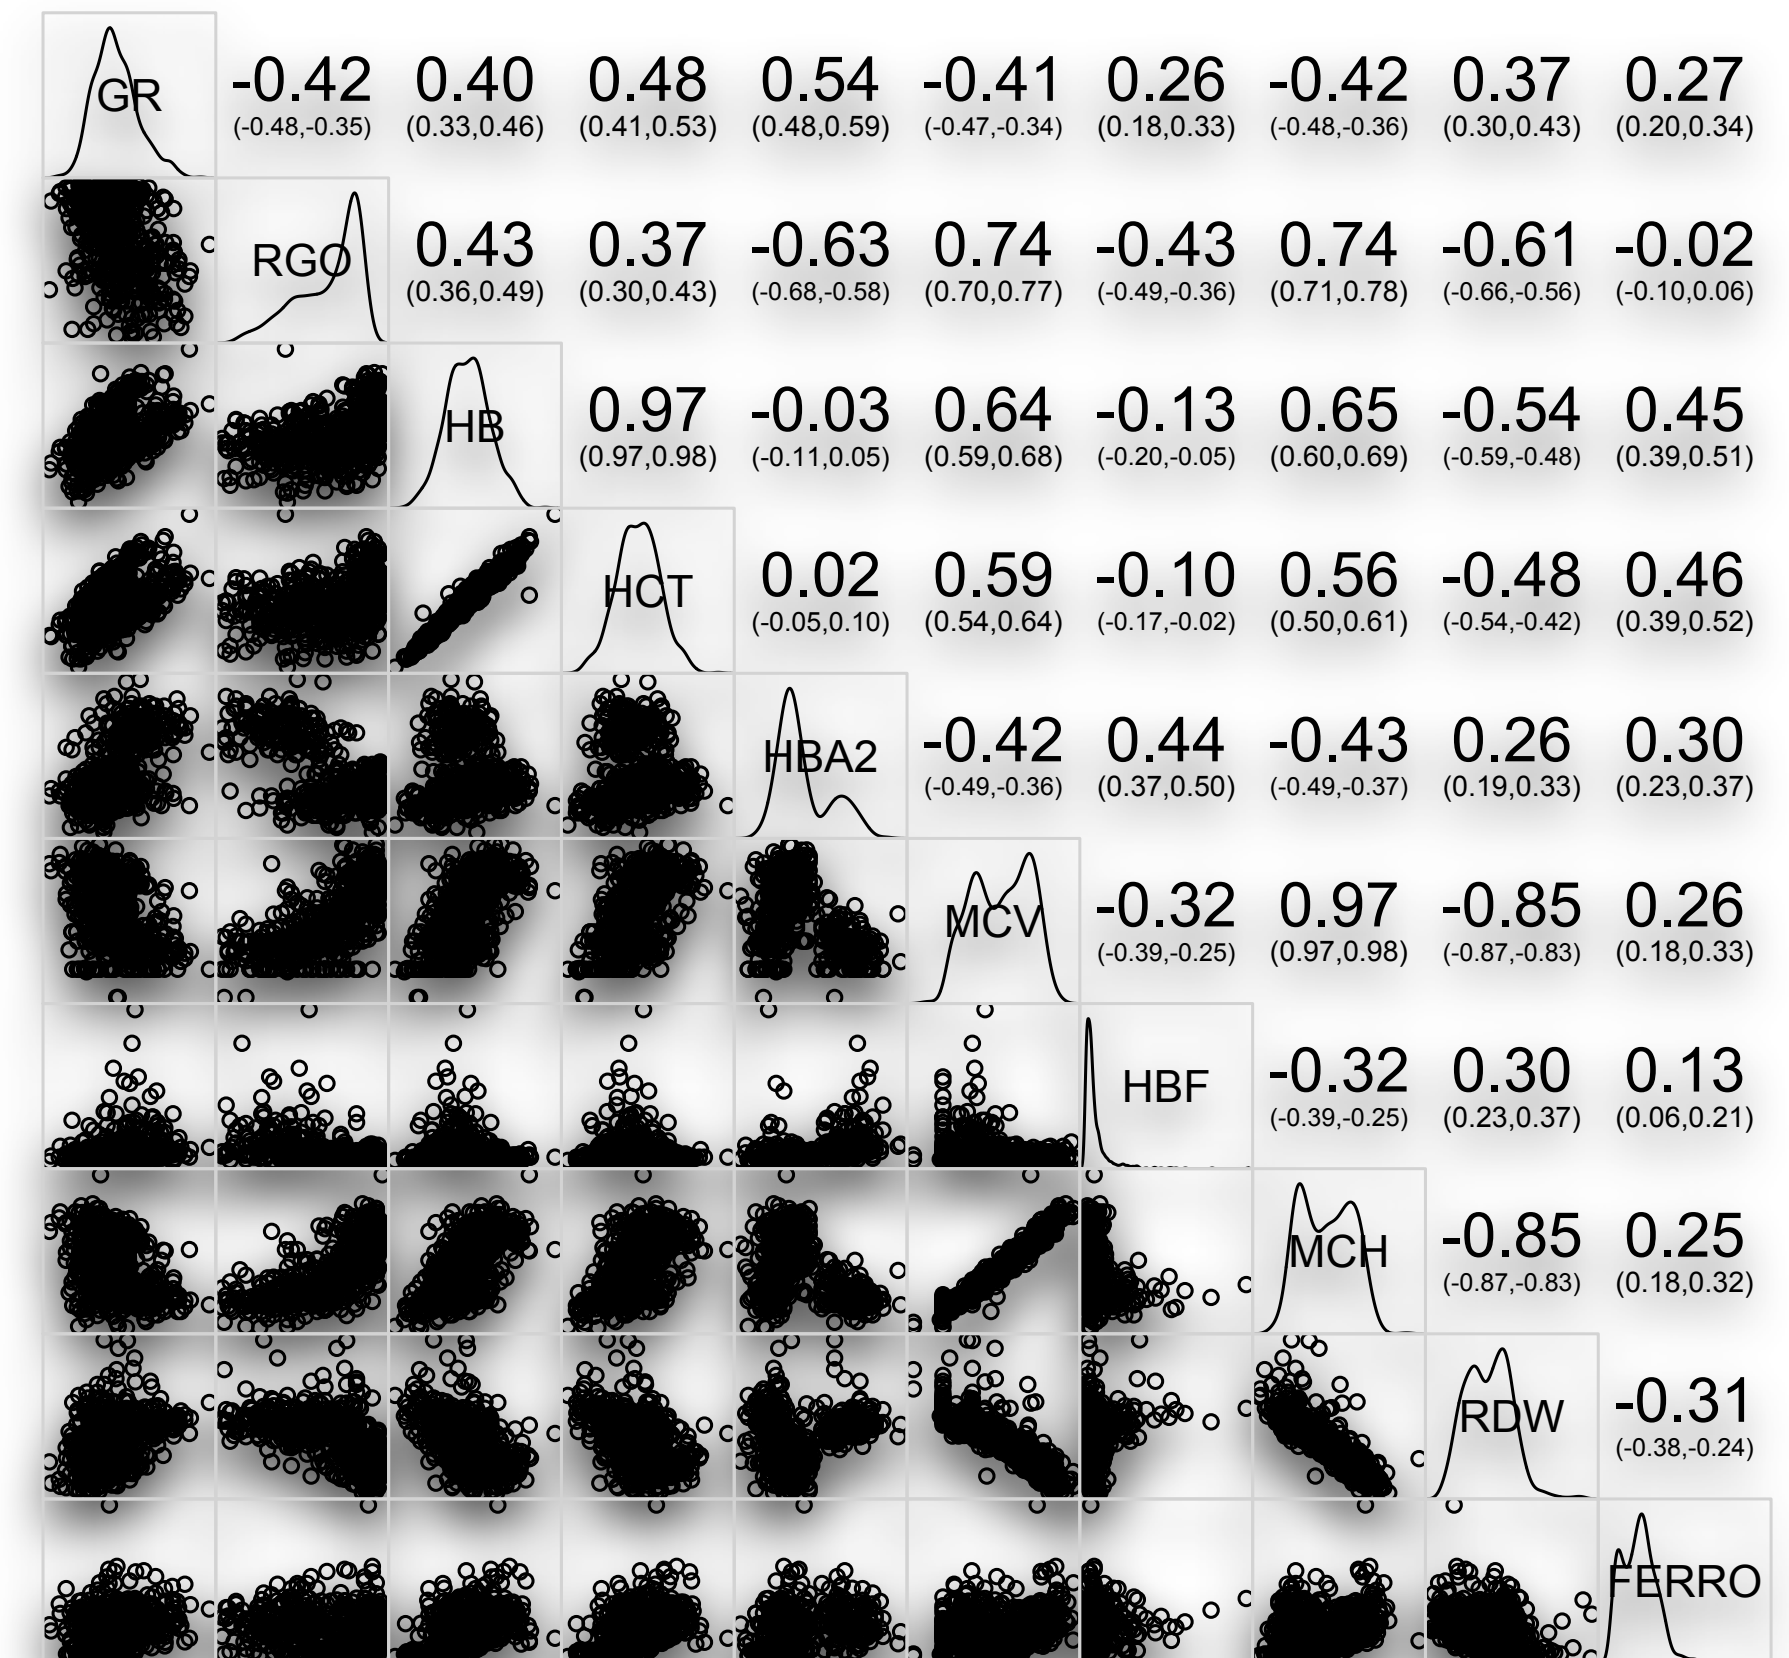 GR -0.42 0.40 0.48 0.54 -0.41 0.26 -0.42 0.37 0.27
(-0.48,-0.35) (0.33,0.46) (0.41,0.53) (0.48,0.59) (-0.47,-0.34) (0.18,0.33) (-0.48,-0.36) (0.30,0.43) (0.20,0.34)
RGO 0.43 0.37 -0.63 0.74 -0.43 0.74 -0.61 -0.02
(0.36,0.49) (0.30,0.43) (-0.68,-0.58) (0.70,0.77) (-0.49,-0.36) (0.71,0.78) (-0.66,-0.56) (-0.10,0.06)
HB 0.97 -0.03 0.64 -0.13 0.65 -0.54 0.45
(0.97,0.98) (-0.11,0.05) (0.59,0.68) (-0.20,-0.05) (0.60,0.69) (-0.59,-0.48) (0.39,0.51)
HCT 0.02 0.59 -0.10 0.56 -0.48 0.46
(-0.05,0.10) (0.54,0.64) (-0.17,-0.02) (0.50,0.61) (-0.54,-0.42) (0.39,0.52)
HBA2 -0.42 0.44 -0.43 0.26 0.30
(-0.49,-0.36) (0.37,0.50) (-0.49,-0.37) (0.19,0.33) (0.23,0.37)
MCV -0.32 0.97 -0.85 0.26
(-0.39,-0.25) (0.97,0.98) (-0.87,-0.83) (0.18,0.33)
HBF -0.32 0.30 0.13
(-0.39,-0.25) (0.23,0.37) (0.06,0.21)
MCH -0.85 0.25
(-0.87,-0.83) (0.18,0.32)
RDW -0.31
(-0.38,-0.24)
FERRO